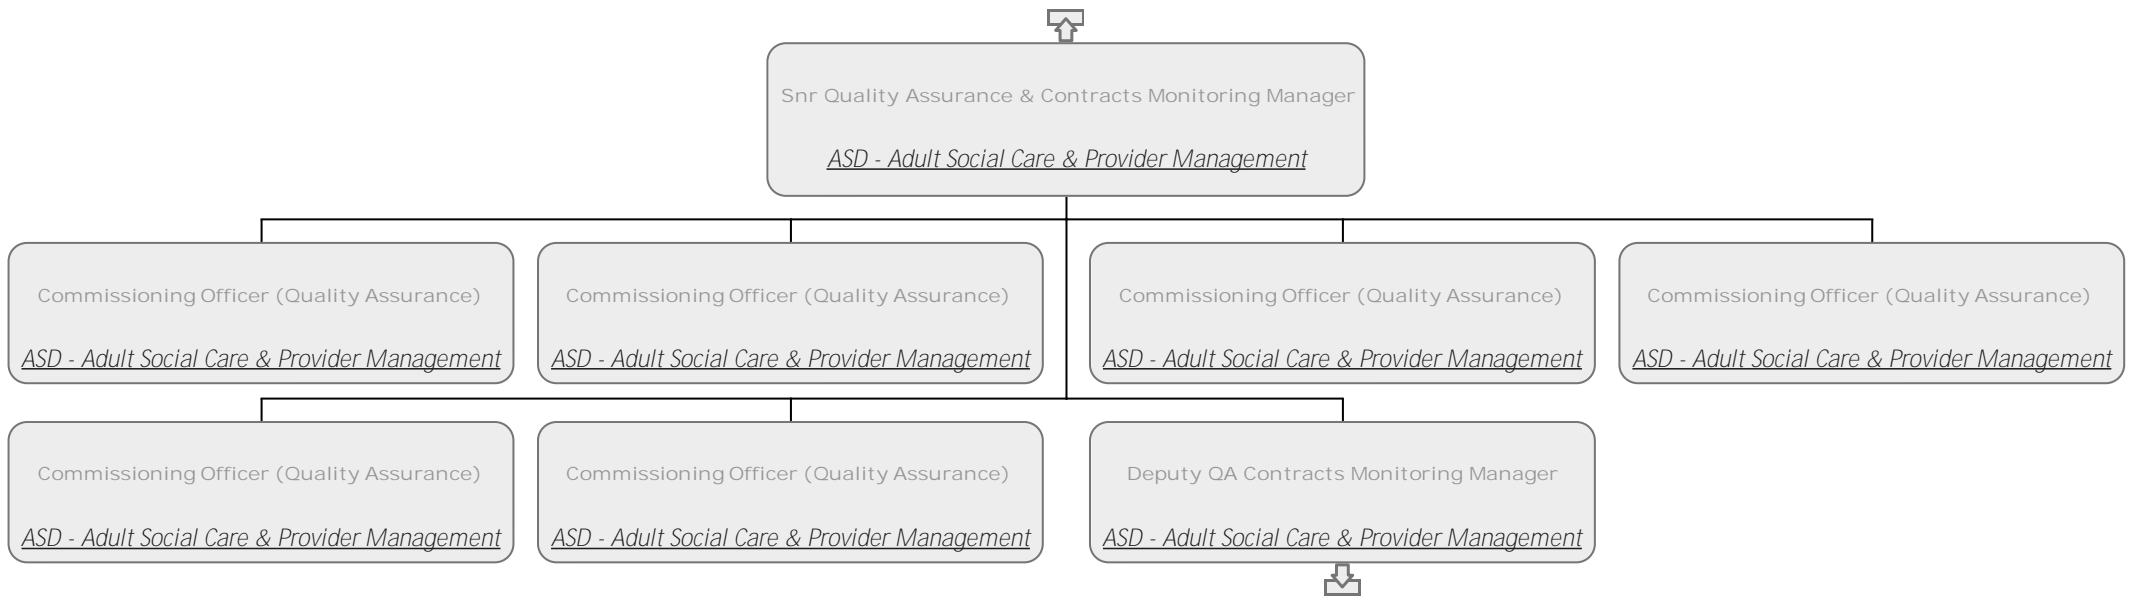 Snr Quality Assurance & Contracts Monitoring Manager
ASD - Adult Social Care & Provider Management
Commissioning Officer (Quality Assurance)
ASD - Adult Social Care & Provider Management
Commissioning Officer (Quality Assurance)
ASD - Adult Social Care & Provider Management
Commissioning Officer (Quality Assurance)
ASD - Adult Social Care & Provider Management
Commissioning Officer (Quality Assurance)
ASD - Adult Social Care & Provider Management
Commissioning Officer (Quality Assurance)
ASD - Adult Social Care & Provider Management
Commissioning Officer (Quality Assurance)
ASD - Adult Social Care & Provider Management
Deputy QA Contracts Monitoring Manager
ASD - Adult Social Care & Provider Management